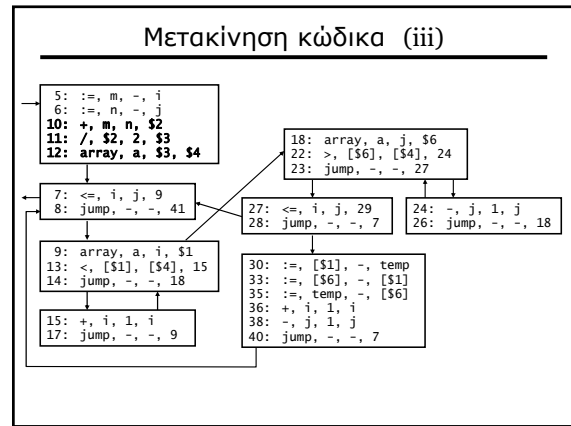 Μετακίνηση κώδικα (iii)
5: :=, m, -, i
6: :=, n, -, j
10: +, m, n, $2
11: /, $2, 2, $3
12: array, a, $3, $4
7: <=, i, j, 9
8: jump, -, -, 41
9: array, a, i, $1
13: <, [$1], [$4], 15
14: jump, -, -, 18
15: +, i, 1, i
17: jump, -, -, 9
18: array, a, j, $6
22: >, [$6], [$4], 24
23: jump, -, -, 27
27: <=, i, j, 29
28: jump, -, -, 7
24: -, j, 1, j
26: jump, -, -, 18
30: :=, [$1], -, temp
33: :=, [$6], -, [$1]
35: :=, temp, -, [$6]
36: +, i, 1, i
38: -, j, 1, j
40: jump, -, -, 7